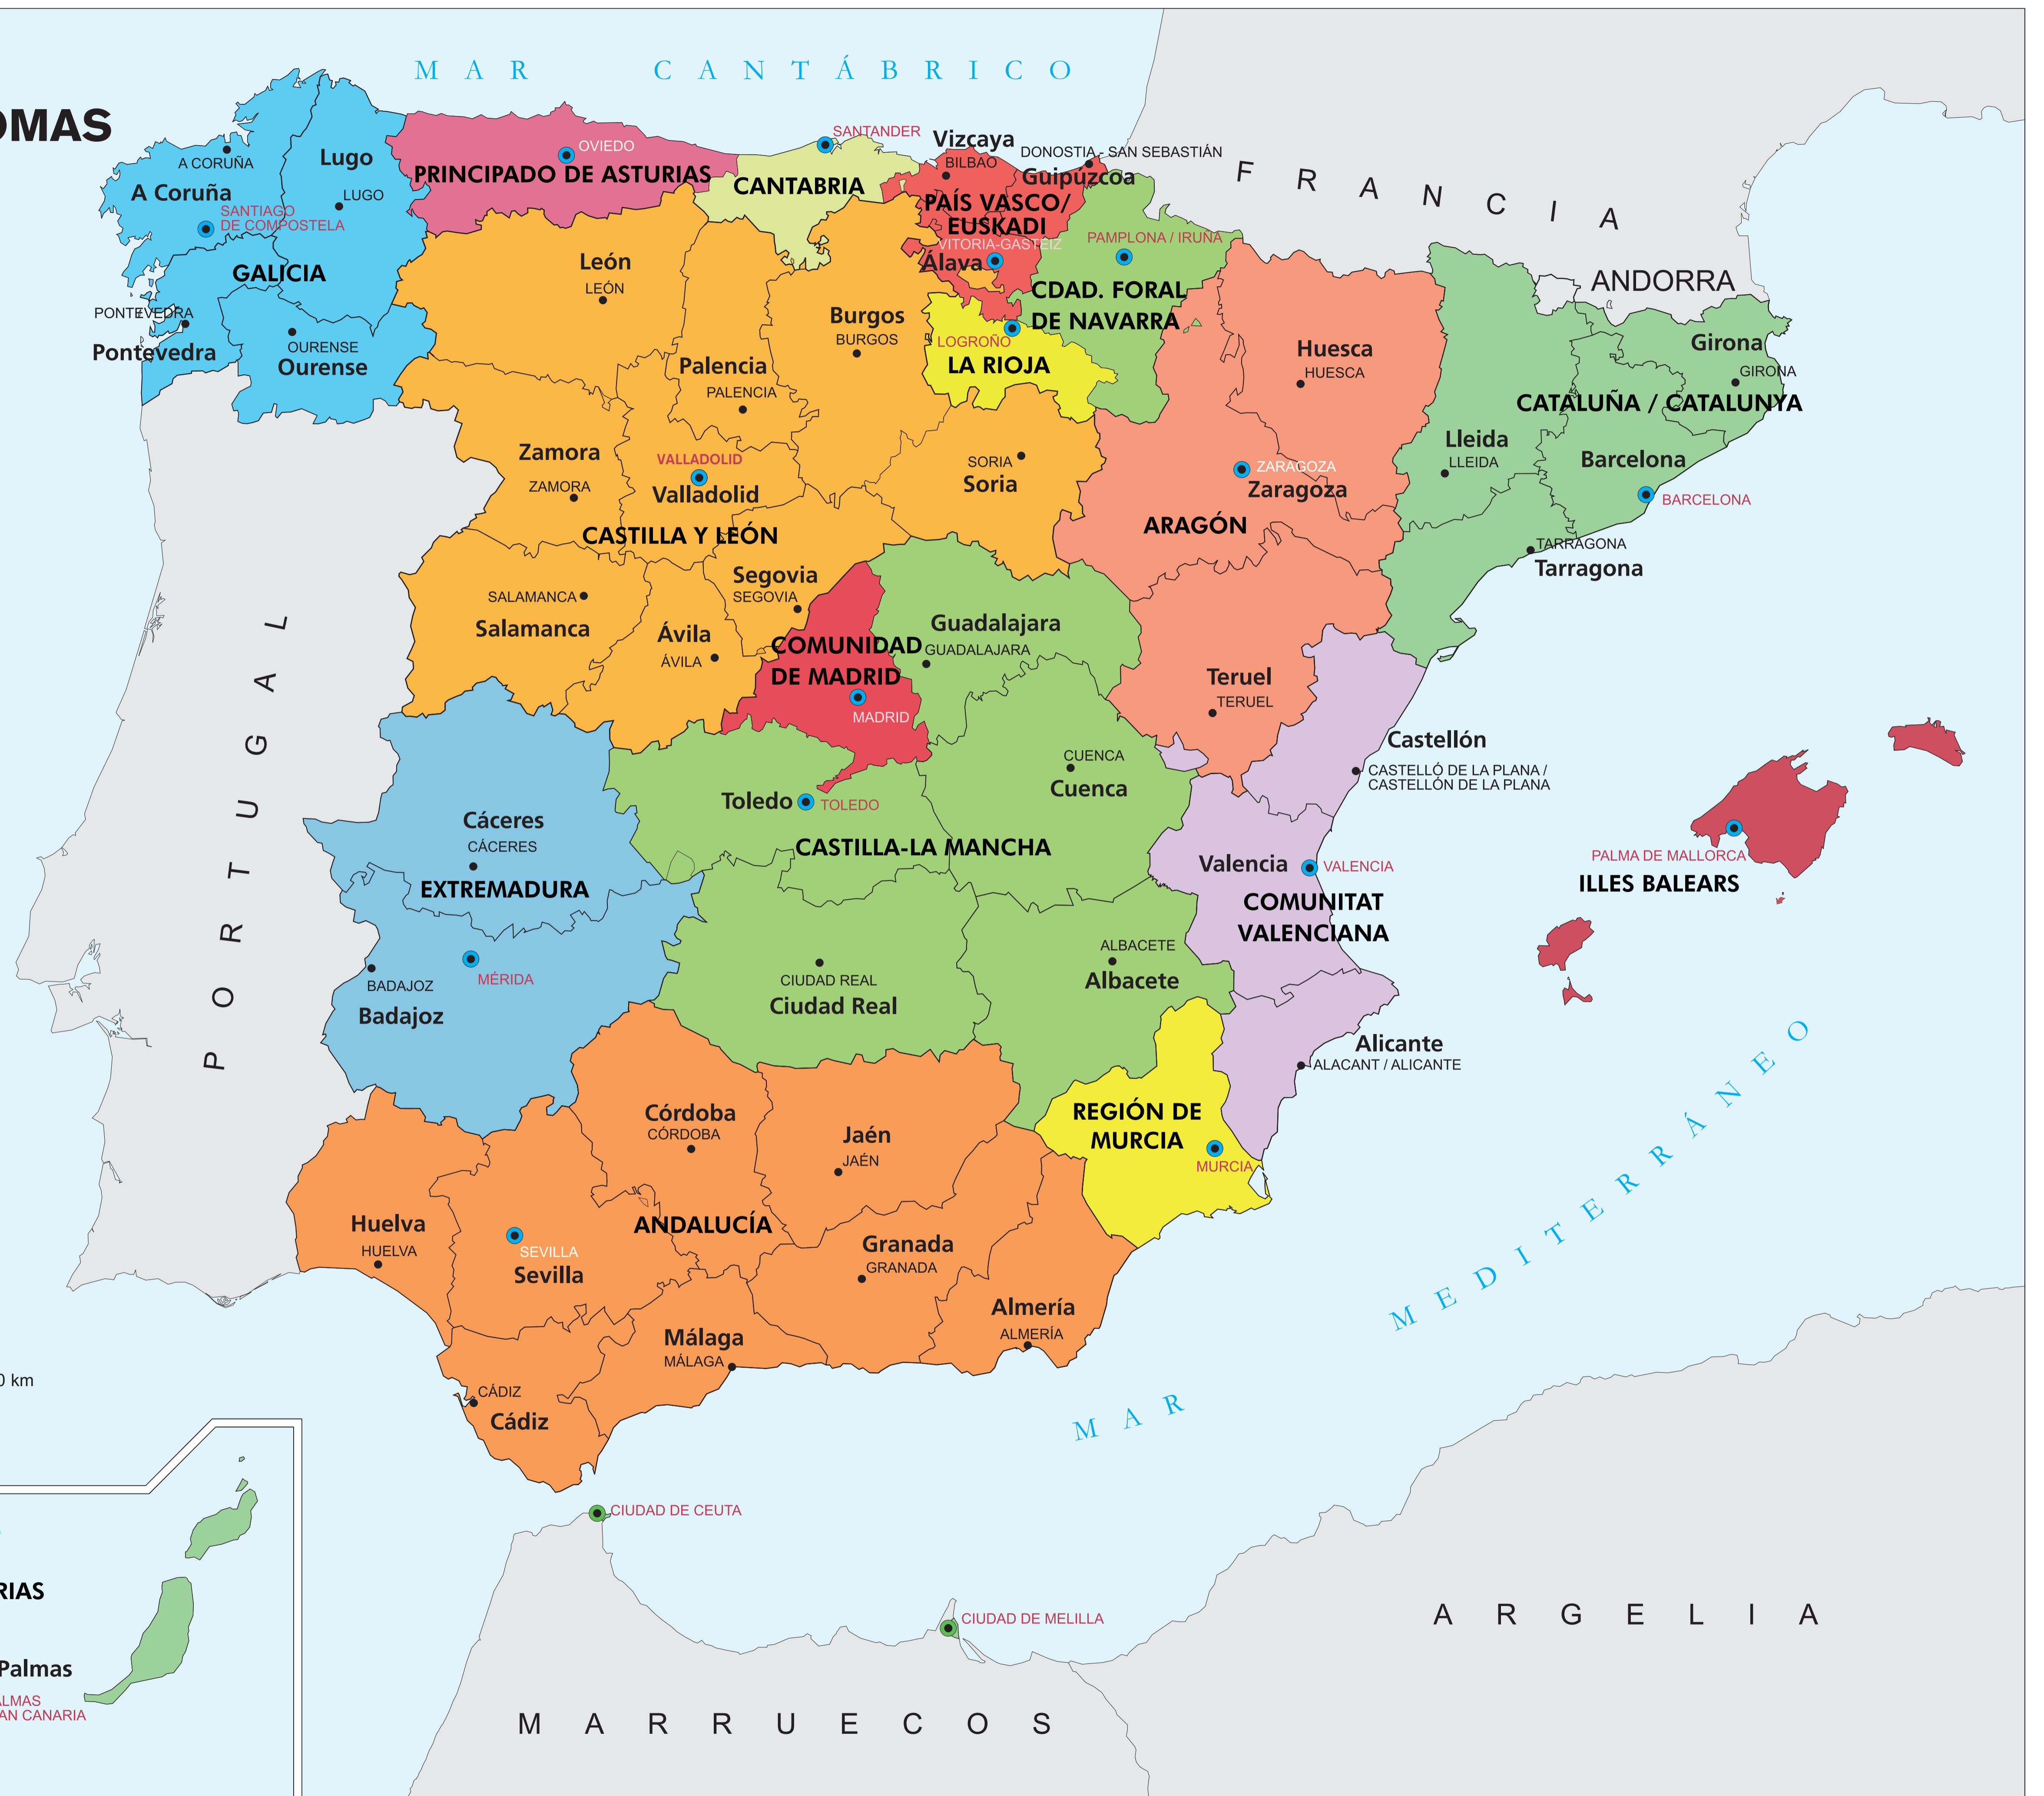 MAR CANTÁBRICO
OMAS
SANTANDER
Vizcaya
BILBAO
DONOSTIA - SAN SEBASTIÁN
Guipúzcoa
PAÍS VASCO/
EUSKADI
VITORIA-GASTEIZ
Álava
FRANCIA
ANDORRA
A CORUÑA
A Coruña
SANTIAGO
DE COMPOSTELA
Lugo
LUGO
GALICIA
PONTEVEDRA
Pontevedra
OURENSE
Ourense
OVIEDO
PRINCIPADO DE ASTURIAS
CANTABRIA
PAMPLONA / IRUÑA
CDAD. FORAL
DE NAVARRA
LOGROÑO
LA RIOJA
León
LEÓN
Burgos
BURGOS
Palencia
PALENCIA
Zamora
ZAMORA
VALLADOLID
Valladolid
CASTILLA Y LEÓN
SORIA
Soria
Segovia
SEGOVIA
SALAMANCA
Salamanca
Ávila
ÁVILA
Huesca
HUESCA
ZARAGOZA
Zaragoza
ARAGÓN
Teruel
TERUEL
Girona
GIRONA
CATALUÑA / CATALUNYA
Lleida
LLEIDA
Barcelona
BARCELONA
TARRAGONA
Tarragona
COMUNIDAD
DE MADRID
MADRID
Guadalajara
GUADALAJARA
CUENCA
Cuenca
Toledo
TOLEDO
CASTILLA-LA MANCHA
CIUDAD REAL
Ciudad Real
ALBACETE
Albacete
PORTUGAL
Cáceres
CÁCERES
EXTREMADURA
MÉRIDA
BADAJOZ
Badajoz
Castellón
CASTELLÓ DE LA PLANA /
CASTELLÓN DE LA PLANA
Valencia
VALENCIA
COMUNITAT
VALENCIANA
Alicante
ALACANT / ALICANTE
PALMA DE MALLORCA
ILLES BALEARS
REGIÓN DE
MURCIA
MURCIA
Córdoba
CÓRDOBA
Jaén
JAÉN
Huelva
HUELVA
ANDALUCÍA
SEVILLA
Sevilla
Granada
GRANADA
Almería
ALMERÍA
Málaga
MÁLAGA
CÁDIZ
Cádiz
MAR MEDITERRÁNEO
0 km
CIUDAD DE CEUTA
CIUDAD DE MELILLA
RIAS
Palmas
ALMAS
AN CANARIA
MARRUECOS
ARGELIA